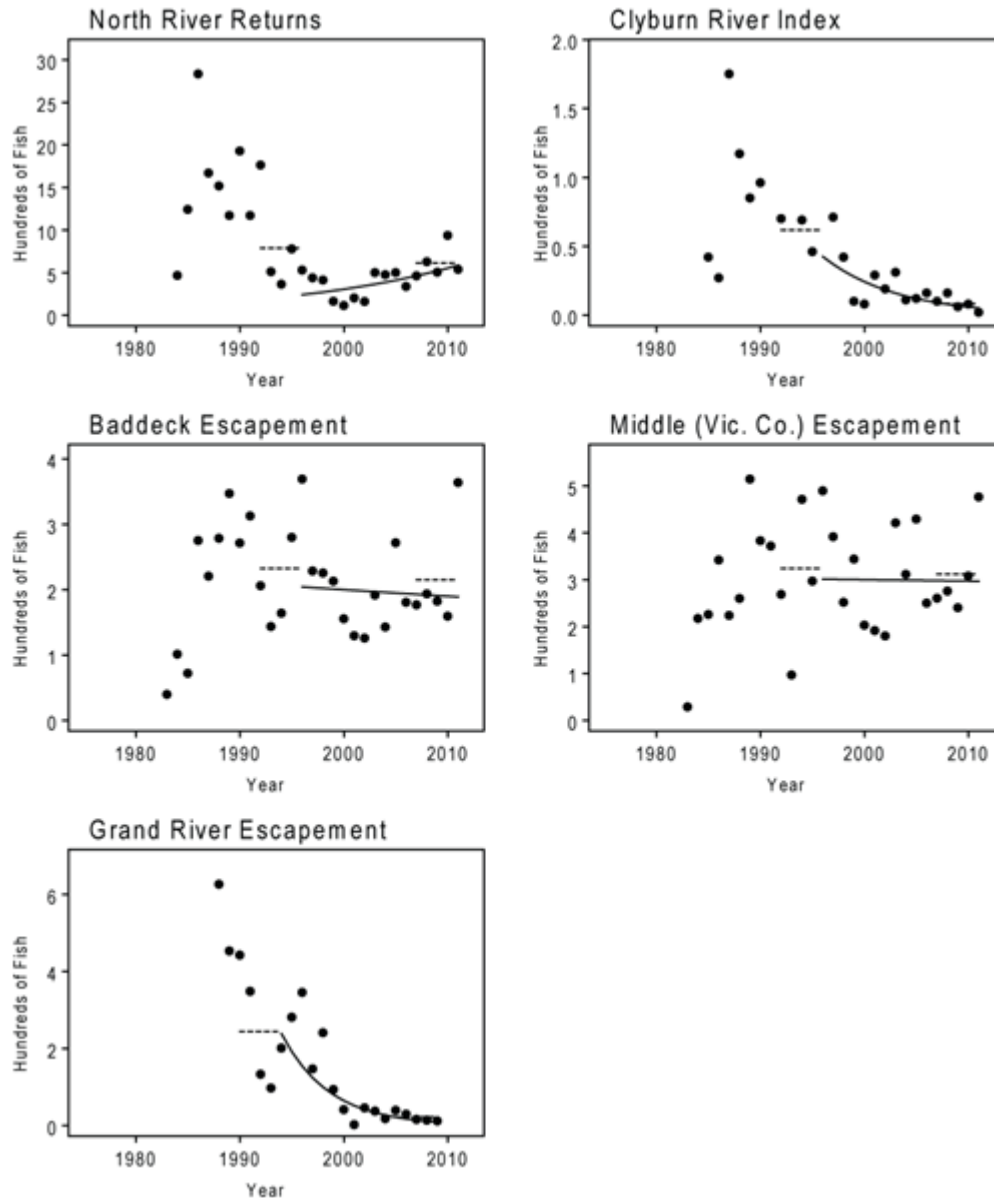 North River Returns
Hundreds of Fish
30
25
20
15
10
5
0
1980 1990 2000 2010
Year
Clyburn River Index
Hundreds of Fish
2.0
1.5
1.0
0.5
0.0
1980 1990 2000 2010
Year
Baddeck Escapement
Hundreds of Fish
4
3
2
1
0
1980 1990 2000 2010
Year
Middle (Vic. Co.) Escapement
Hundreds of Fish
5
4
3
2
1
0
1980 1990 2000 2010
Year
Grand River Escapement
Hundreds of Fish
6
4
2
0
1980 1990 2000 2010
Year